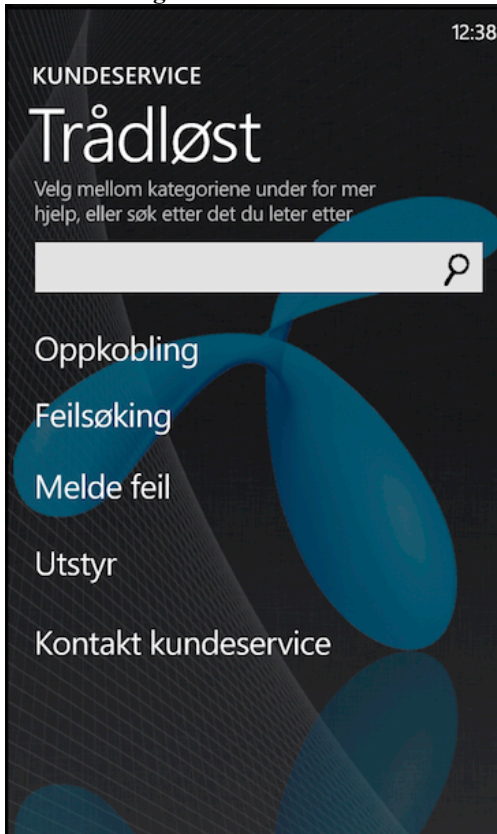 12:38
KUNDESERVICE
Trådløst
Velg mellom kategoriene under for mer
hjelp, eller søk etter det du leter etter
Oppkobling
Feilsøking
Melde feil
Utstyr
Kontakt kundeservice